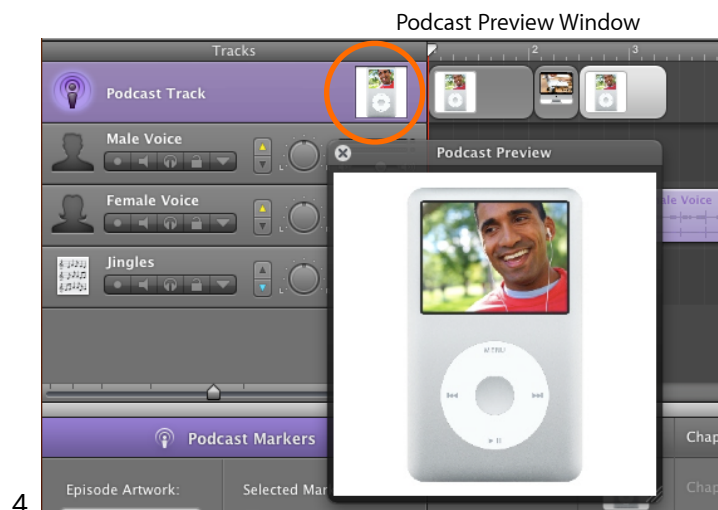 Podcast Preview Window
Tracks
2
3
Podcast Track
Male Voice
Podcast Preview
Female Voice
ale Voice
Jingles
MENU
Podcast Markers
Chap
Episode Artwork:
Selected Mar
Chap
4